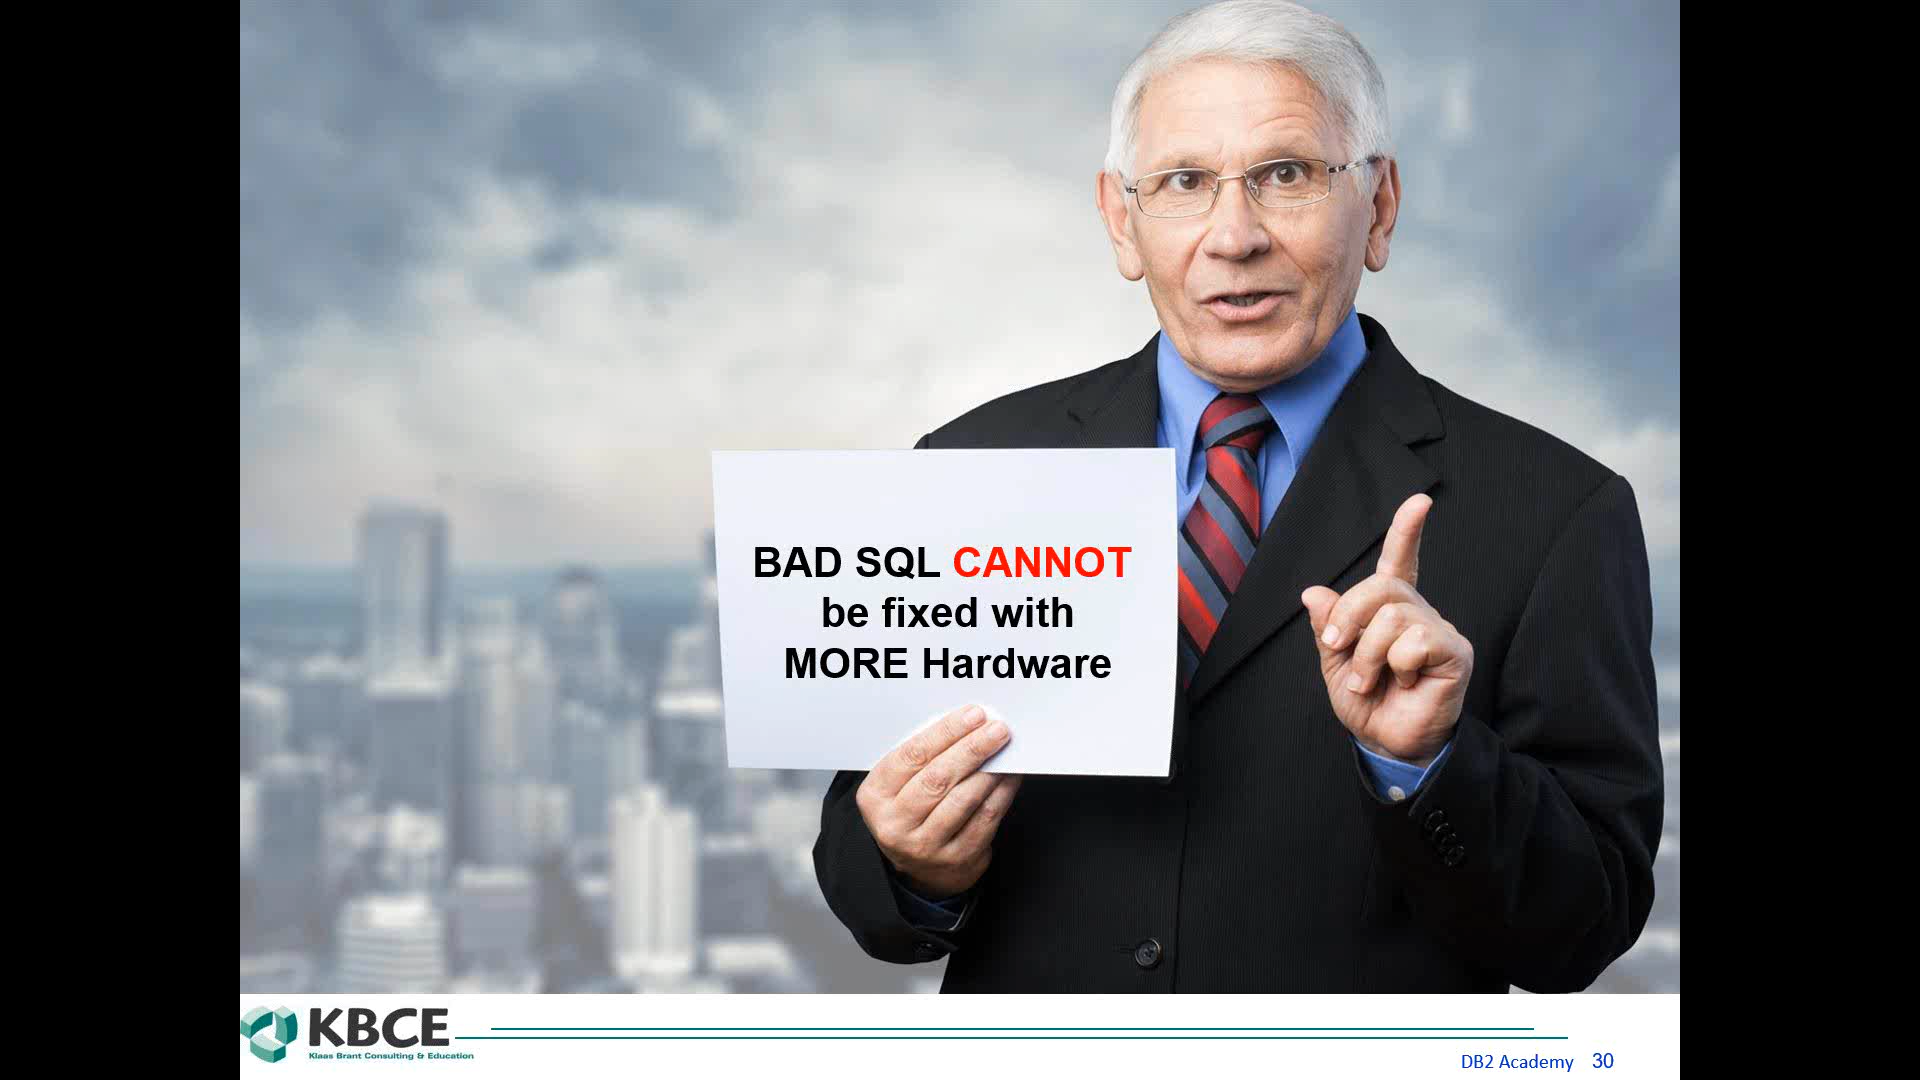 BAD SQL CANNOT
be fixed with
MORE Hardware
KBCE
Klaas Brant Consulting & Education
DB2 Academy 30